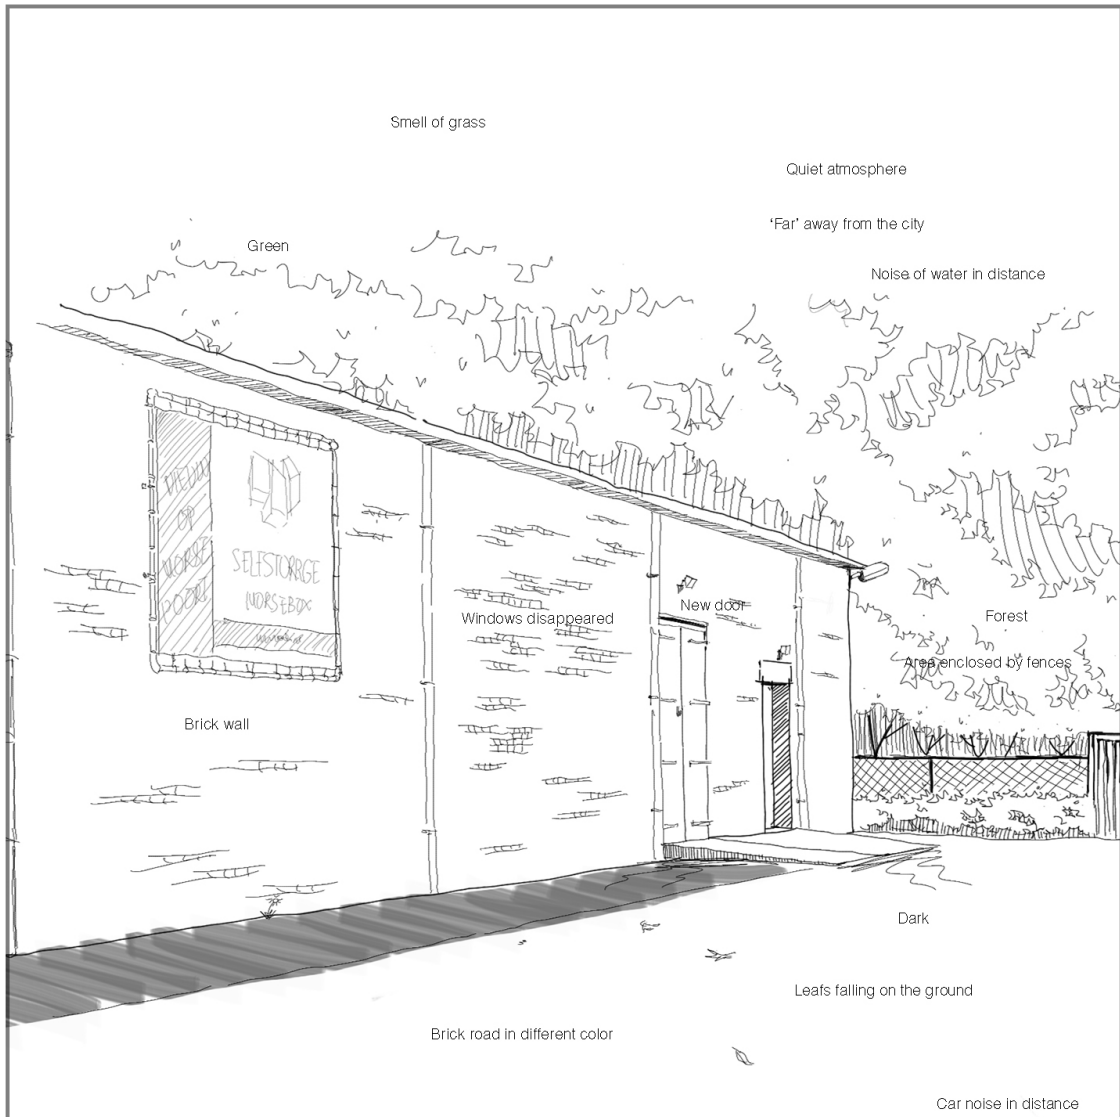 Smell of grass
Quiet atmosphere
'Far' away from the city
Green
Noise of water in distance
SELFSTORRGE
New door
Windows disappeared
Forest
Area enclosed by fences
Brick wall
Dark
Leafs falling on the ground
Brick road in different color
Car noise in distance